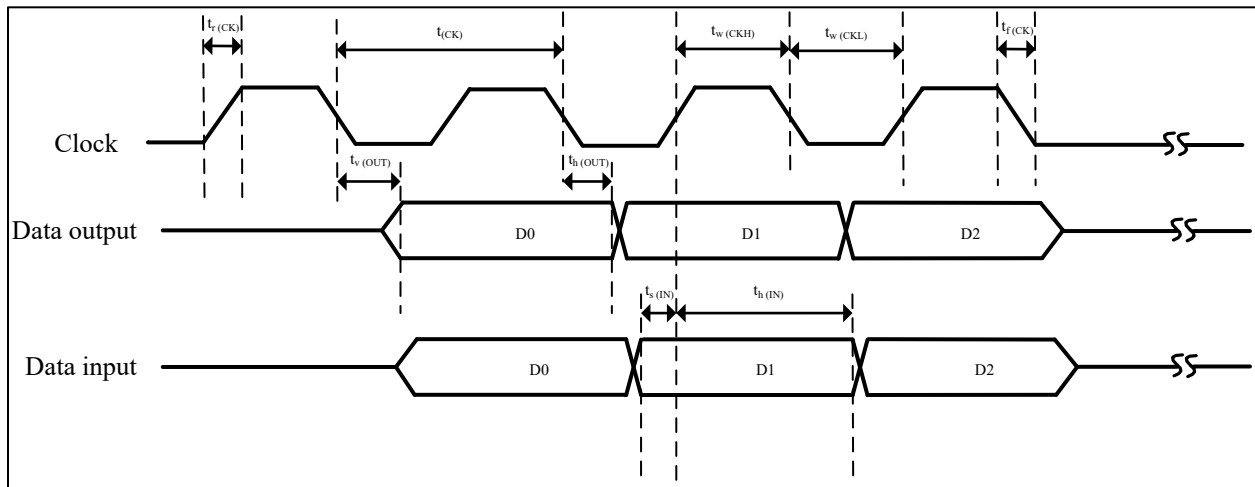 tr (CK)
t(CK)
tw (CKH)
tw (CKL)
tf (CK)
Clock
tv (OUT)
th (OUT)
Data output
D0
D1
D2
ts (IN)
th (IN)
Data input
D0
D1
D2